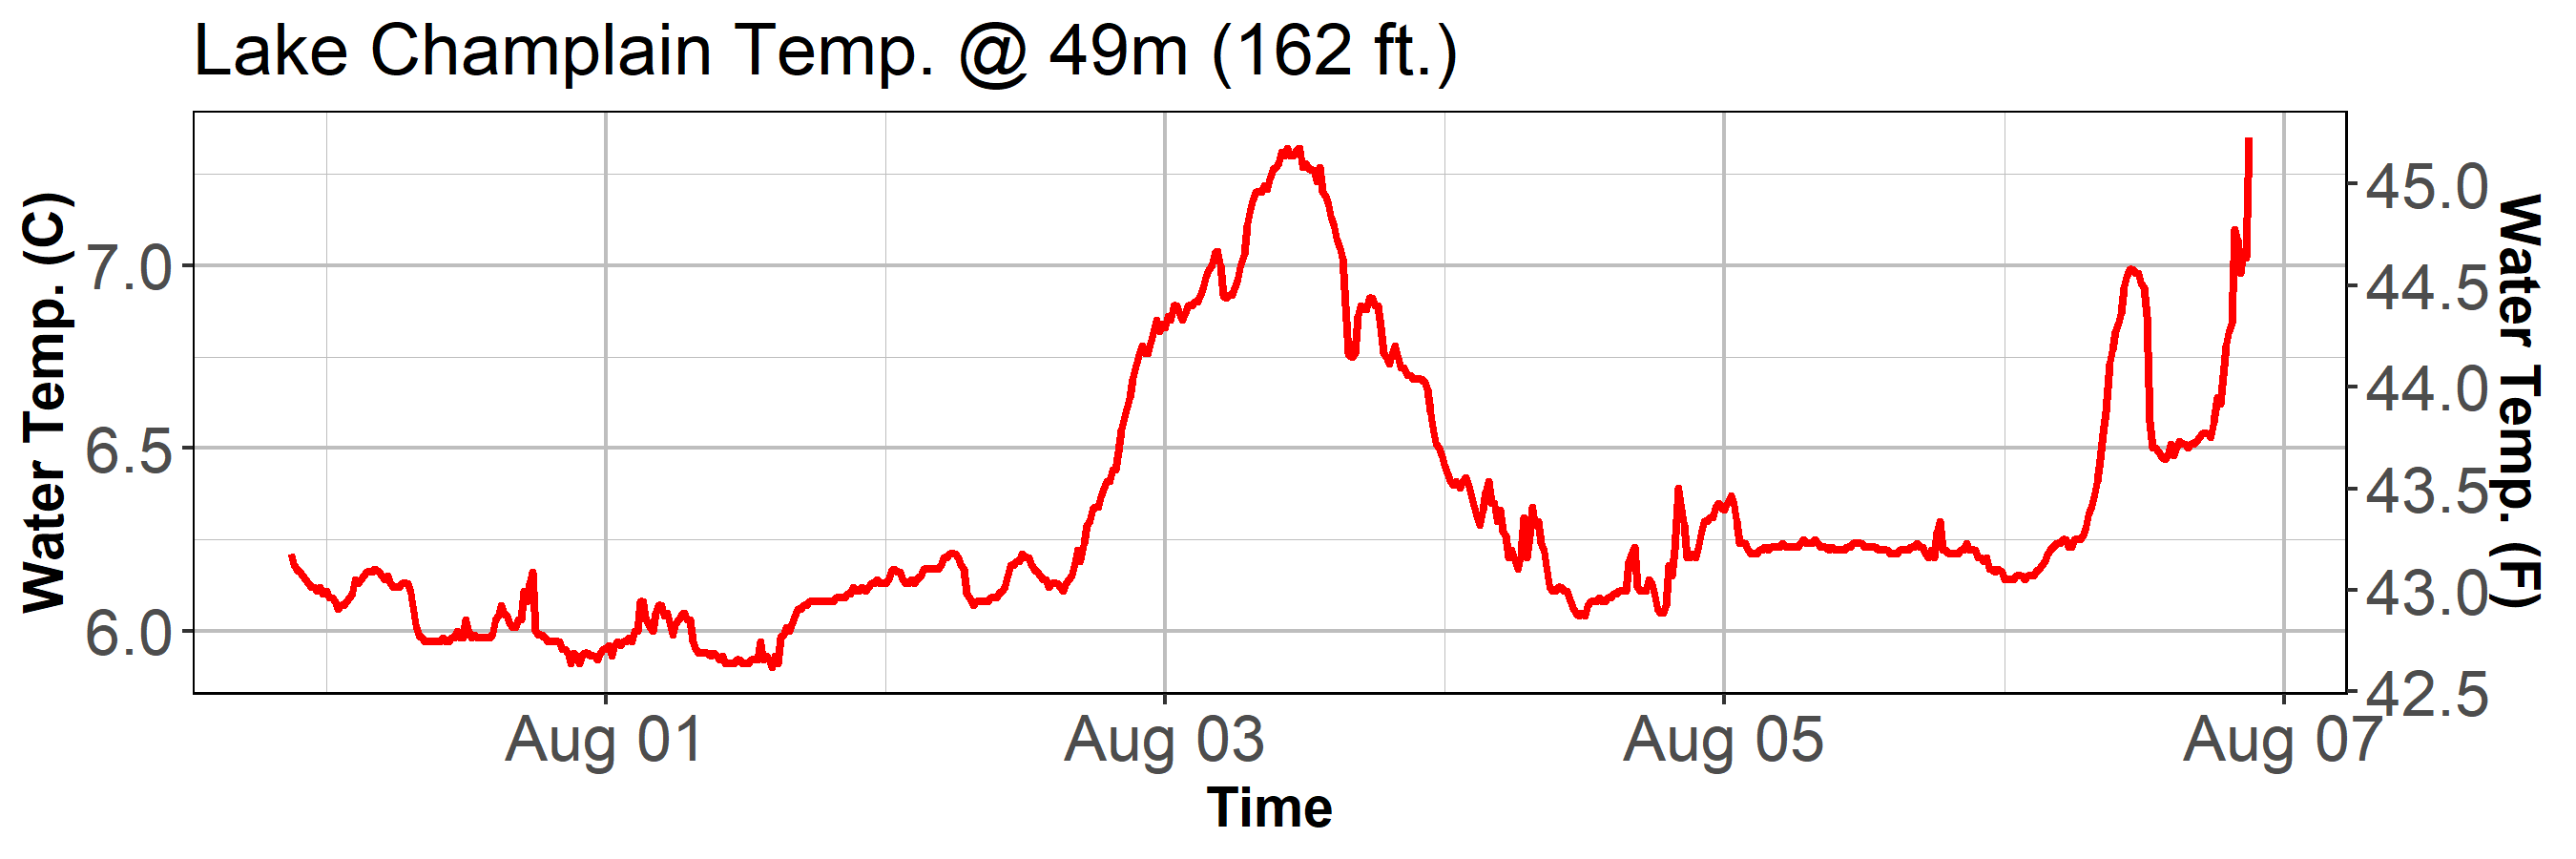 Lake Champlain Temp. @ 49m (162 ft.)
Water Temp. (C)
7.0
6.5
6.0
45.0
44.5
44.0
43.5
43.0
42.5
Water Temp. (F)
Aug 01 Aug 03 Aug 05 Aug 07
Time